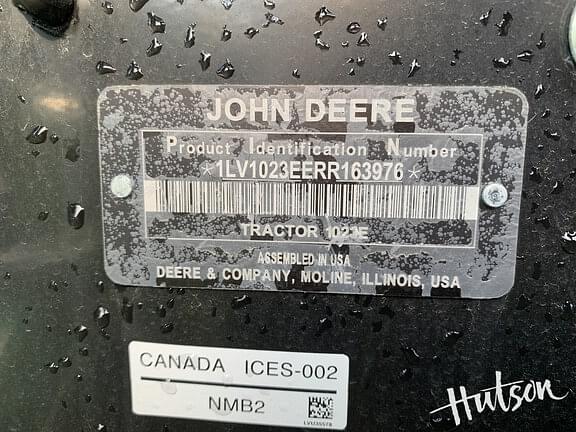 JOHN DEERE
Product Identification Number
*1LV1023EERR163976*
TRACTOR 1023E
ASSEMBLED IN USA
DEERE & COMPANY, MOLINE, ILLINOIS, USA
CANADA ICES-002
NMB2
Hutson